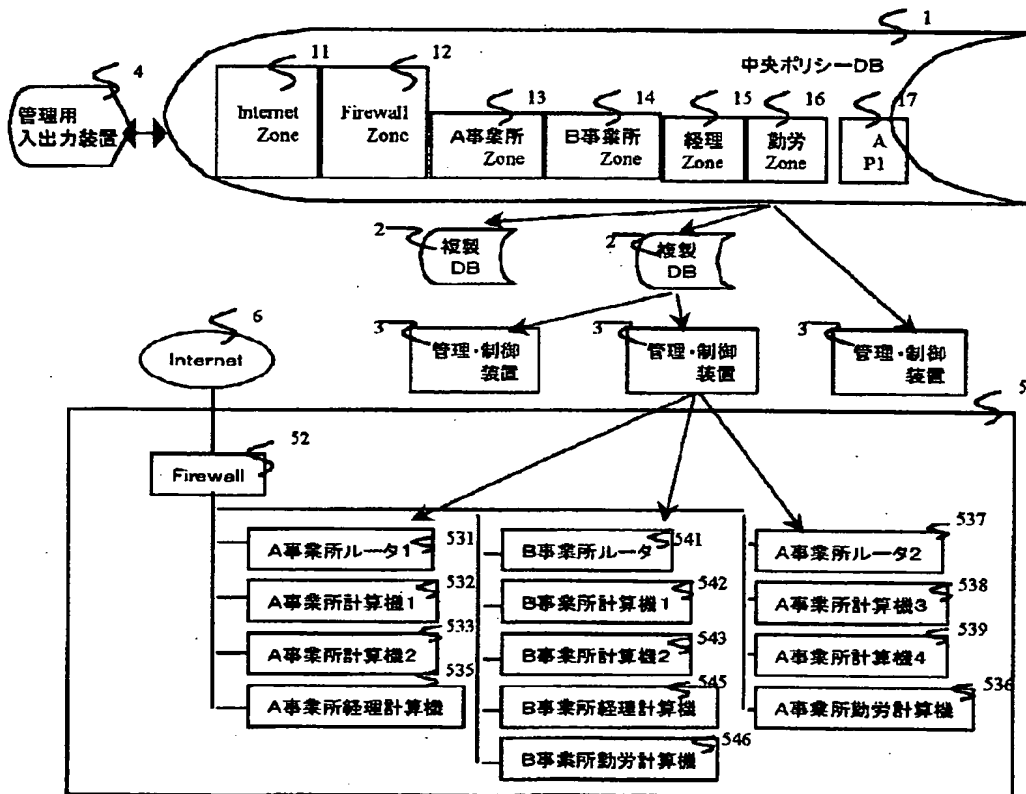 1
11
12
4
中央ポリシーDB
管理用
入出力装置
Internet
Zone
Firewall
Zone
13
14
15
16
17
A事業所
Zone
B事業所
Zone
経理
Zone
勤労
Zone
A
P1
2
複製
DB
2
複製
DB
6
Internet
3
管理・制御
装置
3
管理・制御
装置
3
管理・制御
装置
5
52
Firewall
A事業所ルータ1
531
B事業所ルータ
541
A事業所ルータ2
537
A事業所計算機1
532
B事業所計算機1
542
A事業所計算機3
538
A事業所計算機2
533
B事業所計算機2
543
A事業所計算機4
539
A事業所経理計算機
535
B事業所経理計算機
545
A事業所勤労計算機
536
B事業所勤労計算機
546